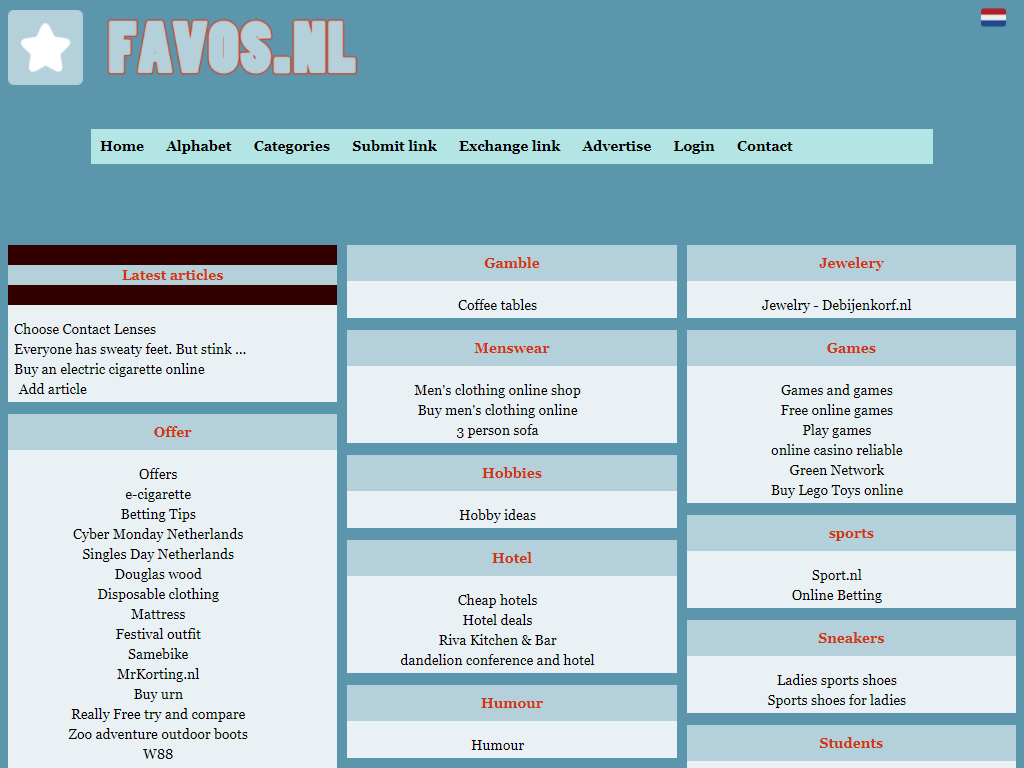 FAVOS.NL
Home Alphabet Categories Submit link Exchange link Advertise Login Contact
Latest articles
Choose Contact Lenses
Everyone has sweaty feet. But stink ...
Buy an electric cigarette online
Add article
Offer
Offers
e-cigarette
Betting Tips
Cyber Monday Netherlands
Singles Day Netherlands
Douglas wood
Disposable clothing
Mattress
Festival outfit
Samebike
MrKorting.nl
Buy urn
Really Free try and compare
Zoo adventure outdoor boots
W88
Gamble
Coffee tables
Menswear
Men's clothing online shop
Buy men's clothing online
3 person sofa
Hobbies
Hobby ideas
Hotel
Cheap hotels
Hotel deals
Riva Kitchen & Bar
dandelion conference and hotel
Humour
Humour
Jewelery
Jewelry - Debijenkorf.nl
Games
Games and games
Free online games
Play games
online casino reliable
Green Network
Buy Lego Toys online
sports
Sport.nl
Online Betting
Sneakers
Ladies sports shoes
Sports shoes for ladies
Students